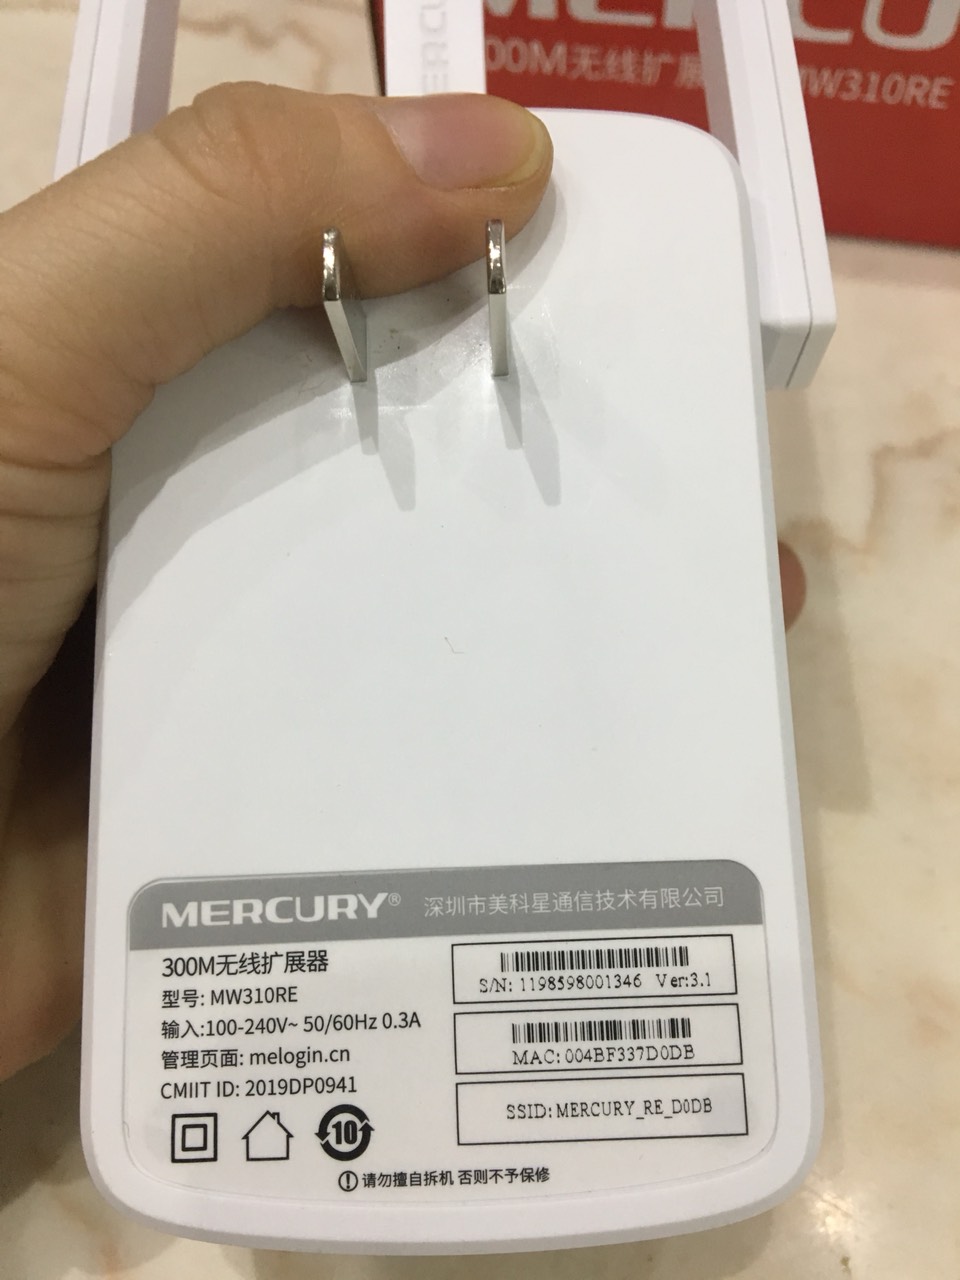 300M无线扩展 MW310RE
MERCURY® 深圳市美科星通信技术有限公司
300M无线扩展器
型号: MW310RE
输入:100-240V~ 50/60Hz 0.3A
管理页面: melogin.cn
CMIIT ID: 2019DP0941
10
S/N: 1198598001346 Ver:3.1
MAC: 004BF337D0DB
SSID: MERCURY_RE_D0DB
请勿擅自拆机 否则不予保修